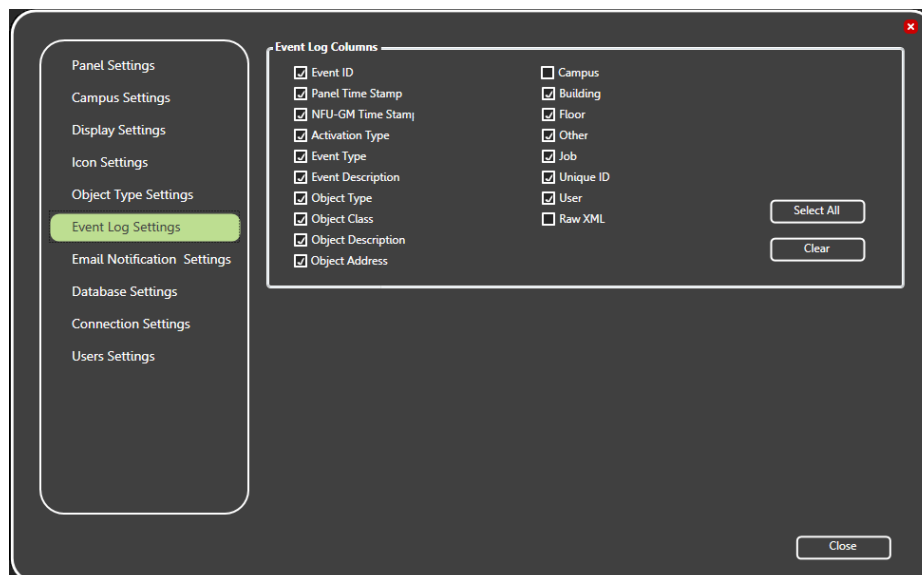 Panel Settings
Campus Settings
Display Settings
Icon Settings
Object Type Settings
Event Log Settings
Email Notification Settings
Database Settings
Connection Settings
Users Settings
Event Log Columns
Event ID
Panel Time Stamp
NFU-GM Time Stam
Activation Type
Event Type
Event Description
Object Type
Object Class
Object Description
Object Address
Campus
Building
Floor
Other
Job
Unique ID
User
Raw XML
Select All
Clear
Close